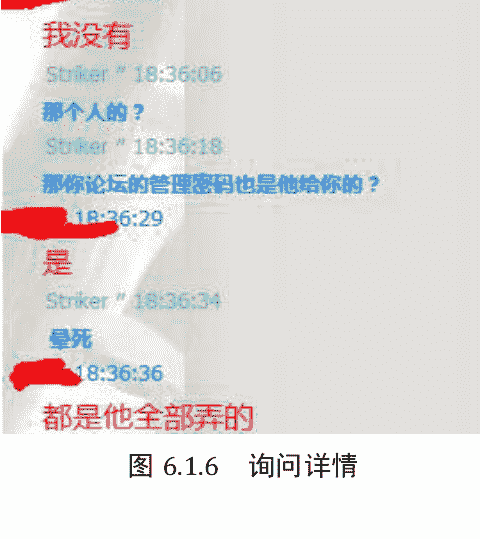 我没有
Striker " 18:36:06
那个人的？
Striker " 18:36:18
那你论坛的管理密码也是他给你的？
18:36:29
是
Striker " 18:36:34
晕死
18:36:36
都是他全部弄的
图 6.1.6 询问详情